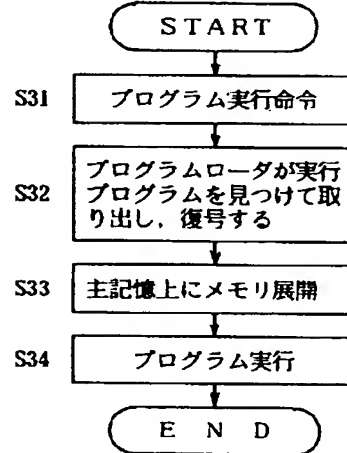 START
S31 プログラム実行命令
S32 プログラムローダが実行
プログラムを見つけて取
り出し，復号する
S33 主記憶上にメモリ展開
S34 プログラム実行
END